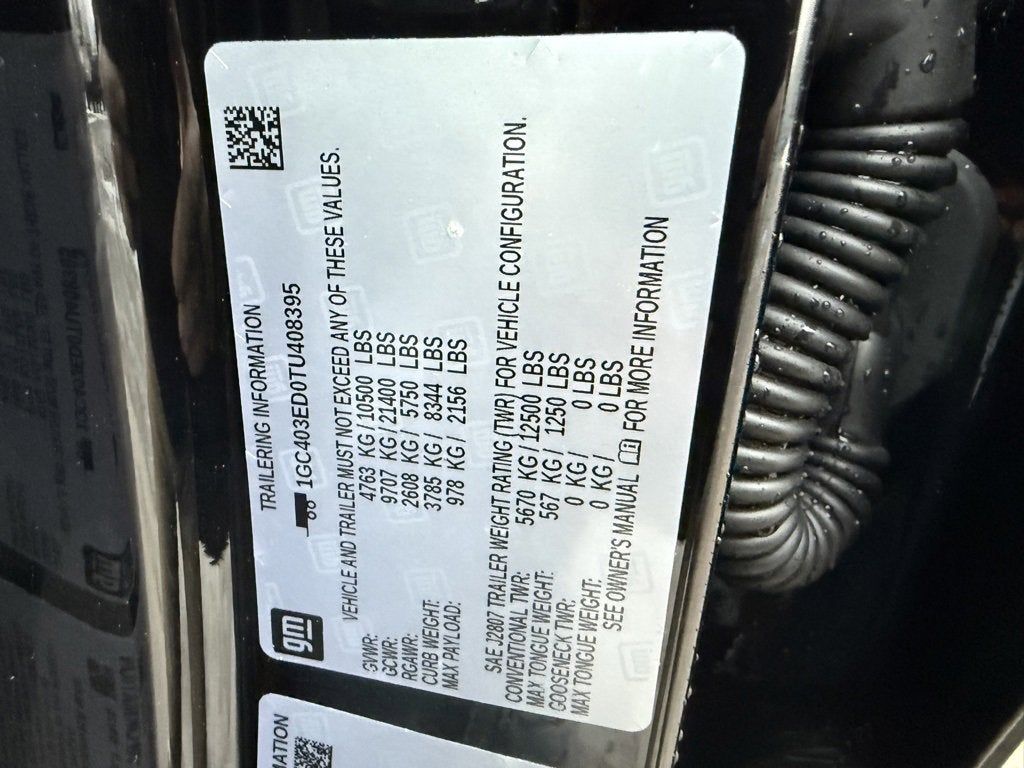 gm
TRAILERING INFORMATION
1GC403ED0TU408395
VEHICLE AND TRAILER MUST NOT EXCEED ANY OF THESE VALUES.
GVWR: 4763 KG / 10500 LBS
GCWR: 9707 KG / 21400 LBS
RGAWR: 2608 KG / 5750 LBS
CURB WEIGHT: 3785 KG / 8344 LBS
MAX PAYLOAD: 978 KG / 2156 LBS
SAE J2807 TRAILER WEIGHT RATING (TWR) FOR VEHICLE CONFIGURATION.
CONVENTIONAL TWR: 5670 KG / 12500 LBS
MAX TONGUE WEIGHT: 567 KG / 1250 LBS
GOOSENECK TWR: 0 KG / 0 LBS
MAX TONGUE WEIGHT: 0 KG / 0 LBS
SEE OWNER'S MANUAL FOR MORE INFORMATION
MATION